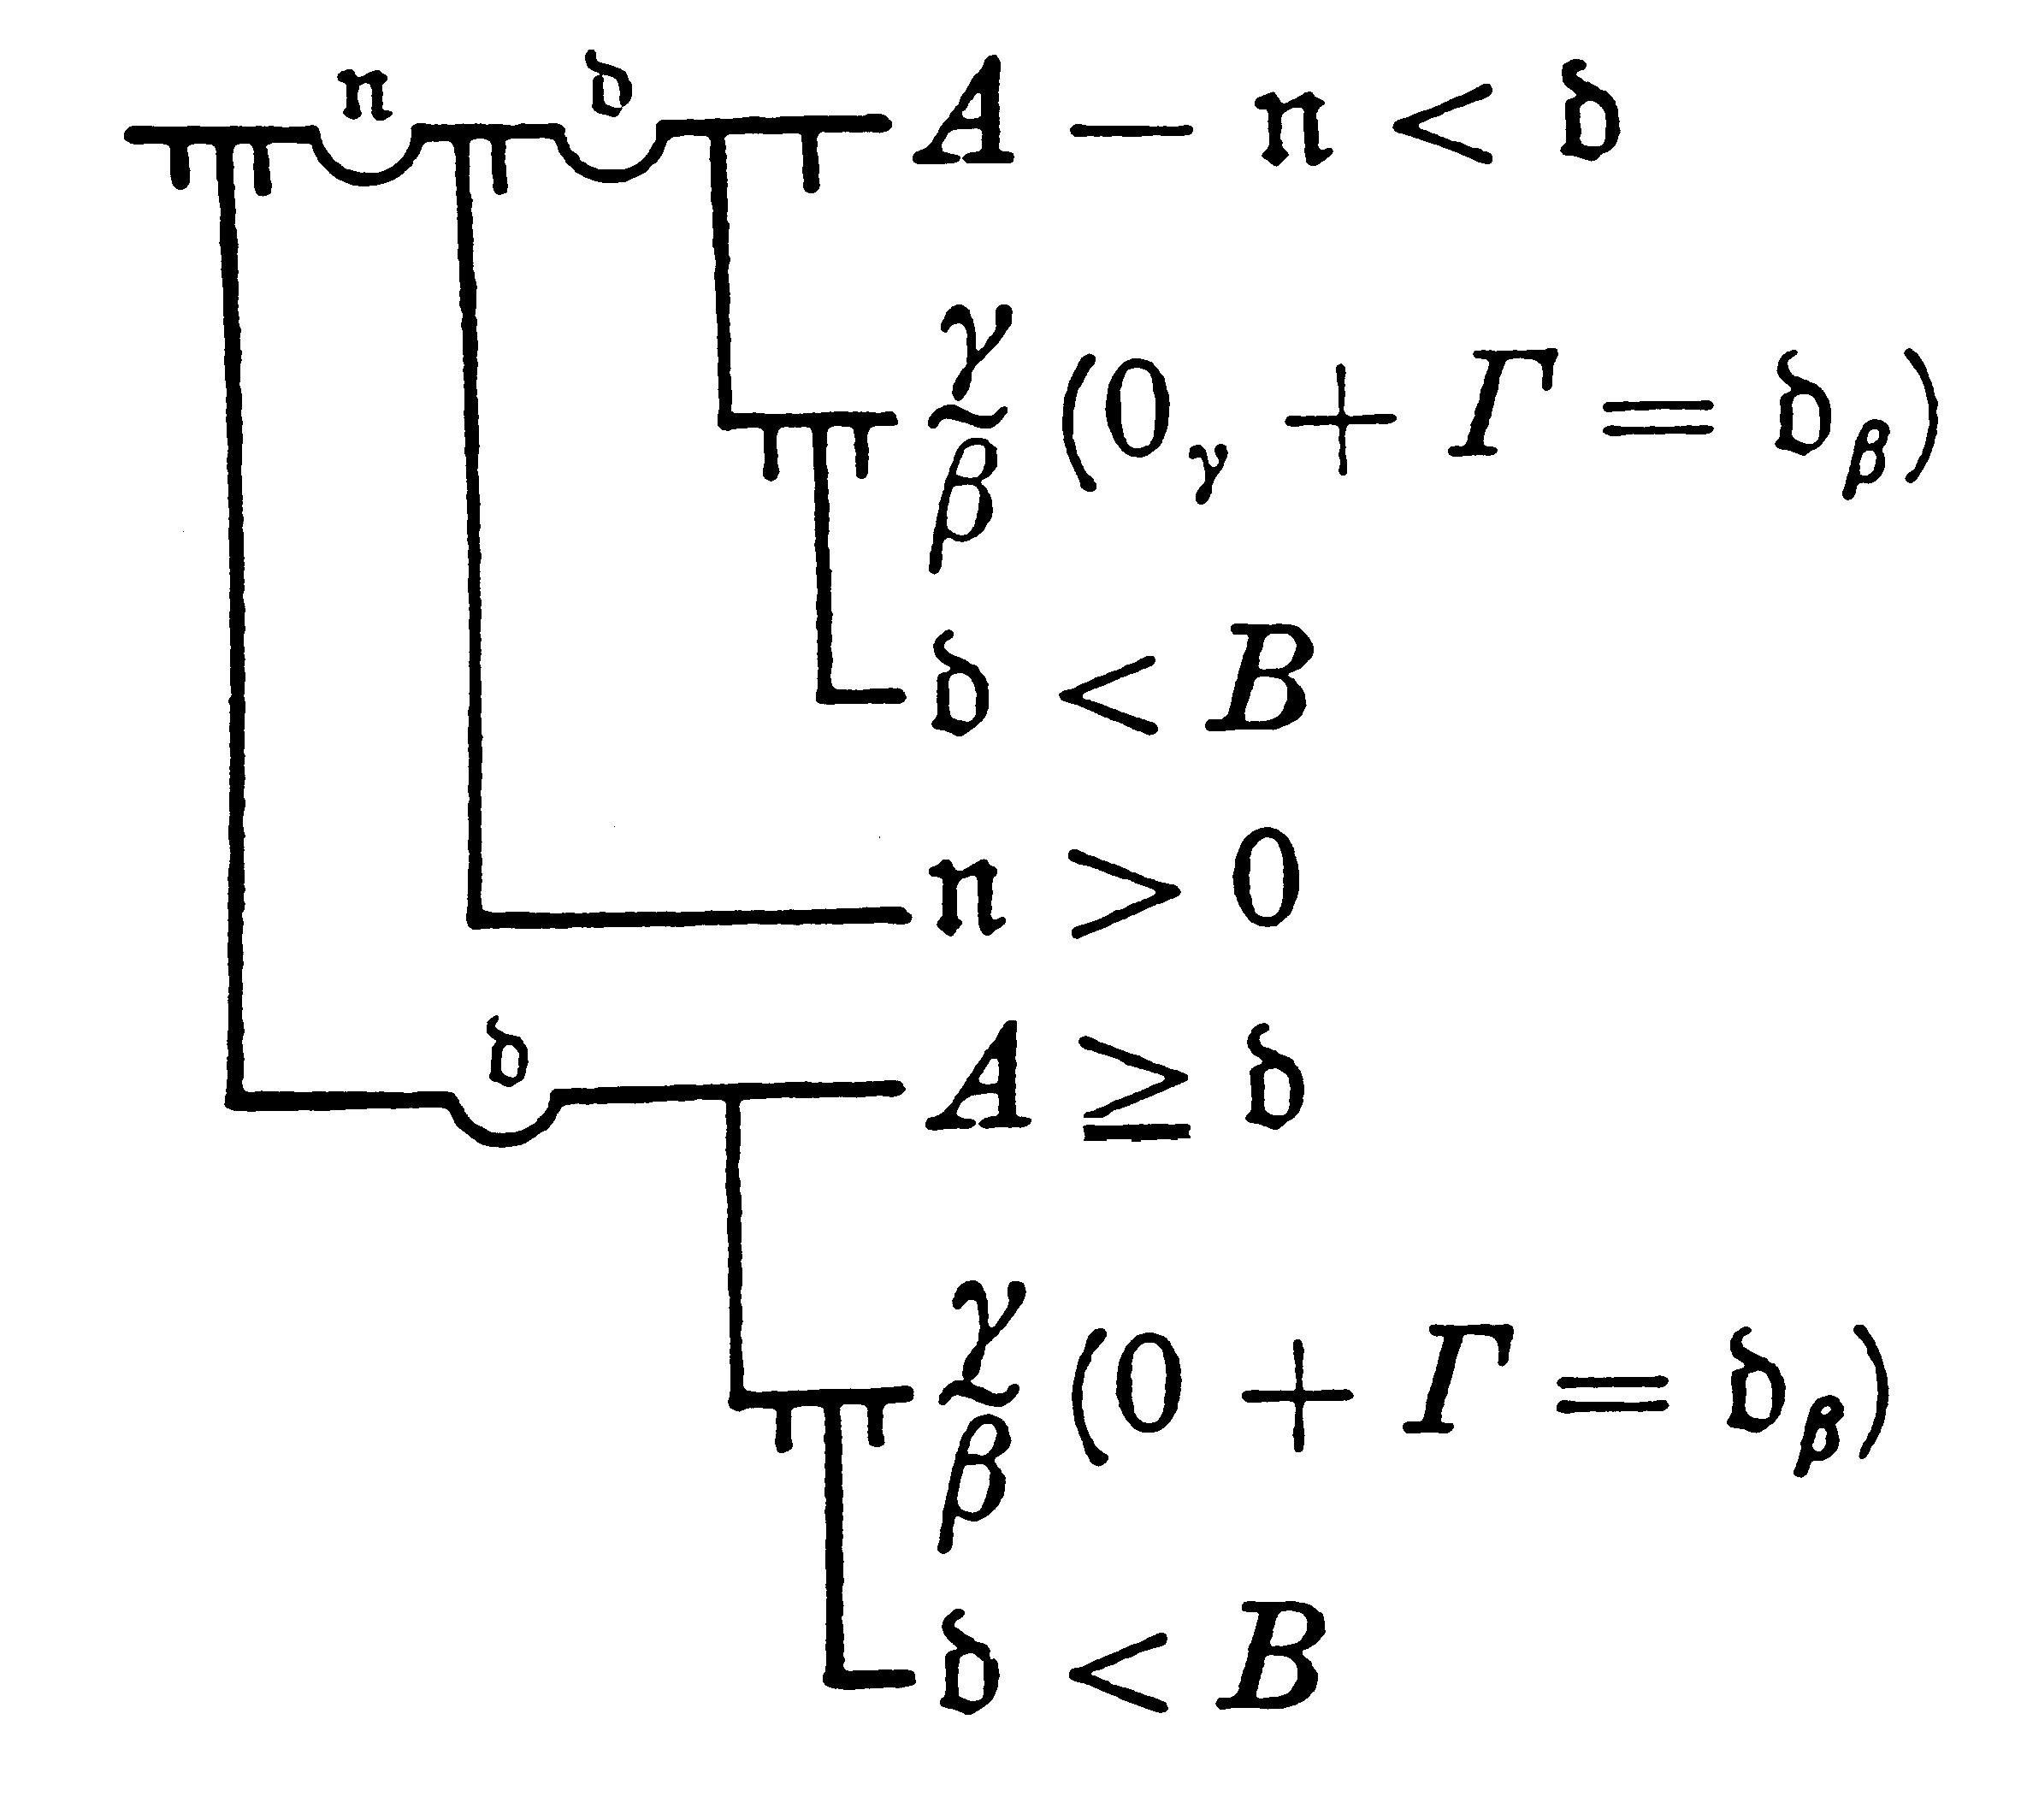 𝔫 𝔡 A — 𝔫 < 𝔡
γ
~ (0γ + Γ = 𝔡β)
β
𝔡 < B
𝔫 > 0
𝔡 A ≧ 𝔡
γ
~ (0 + Γ = 𝔡β)
β
𝔡 < B